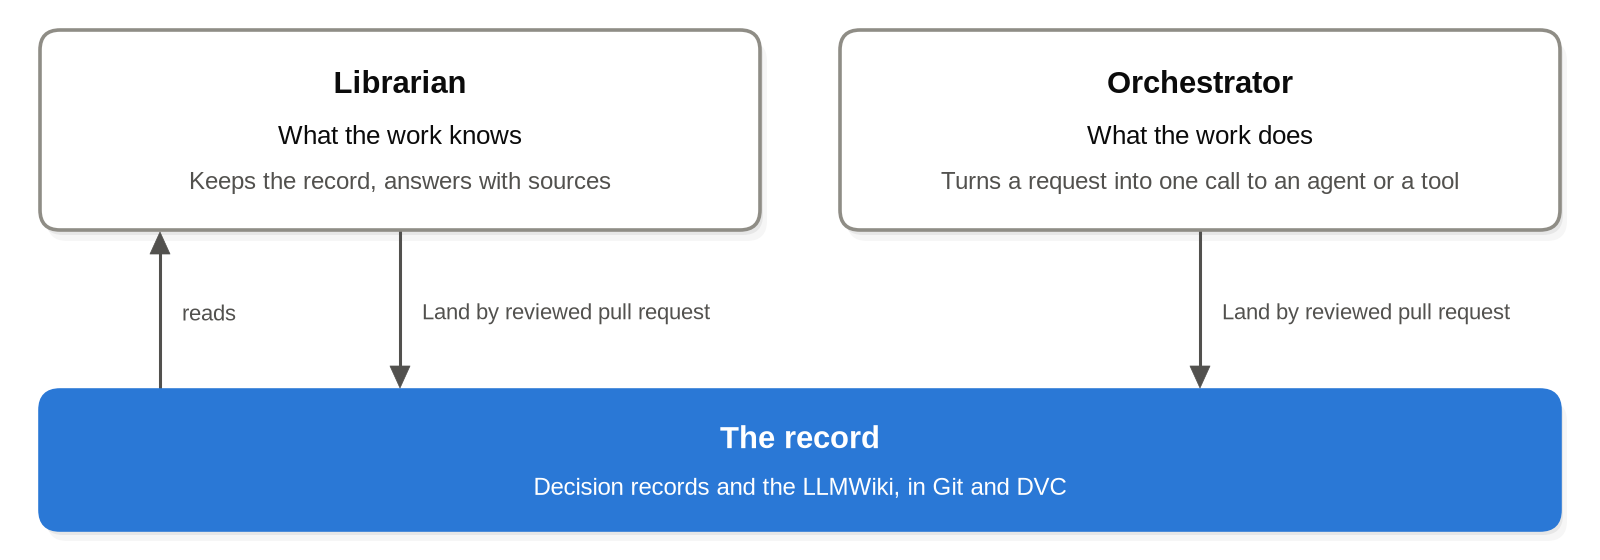 Librarian
What the work knows
Keeps the record, answers with sources
Orchestrator
What the work does
Turns a request into one call to an agent or a tool
reads
Land by reviewed pull request
Land by reviewed pull request
The record
Decision records and the LLMWiki, in Git and DVC